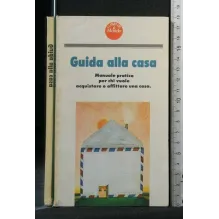 Guida alla casa
Manuale pratico
per chi vuole
acquistare o affittare una casa.
Guida alla casa